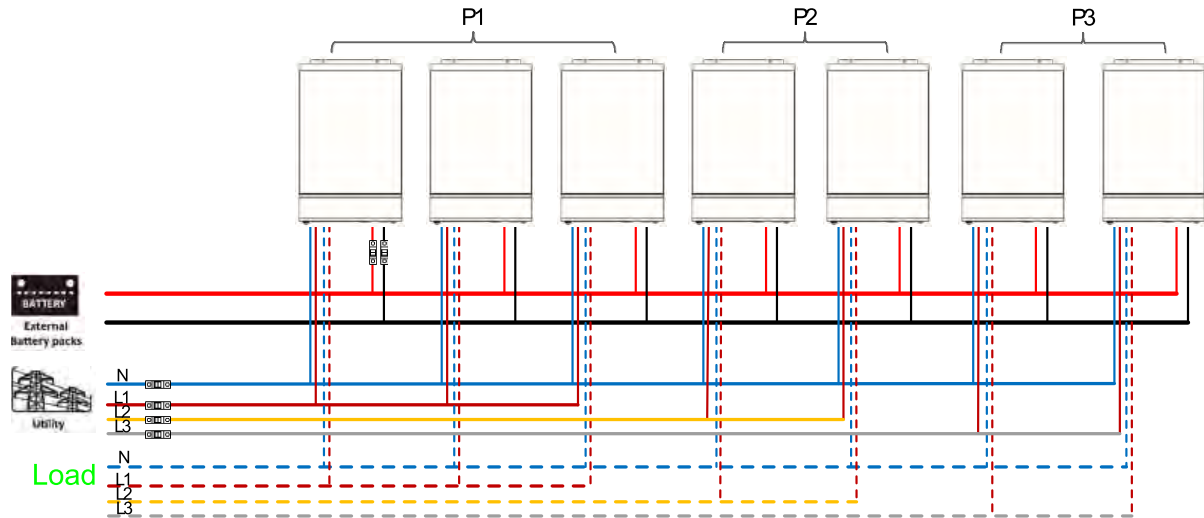 P1
P2
P3
BATTERY
External
Battery packs
N
L1
L2
L3
Utility
Load
N
L1
L2
L3